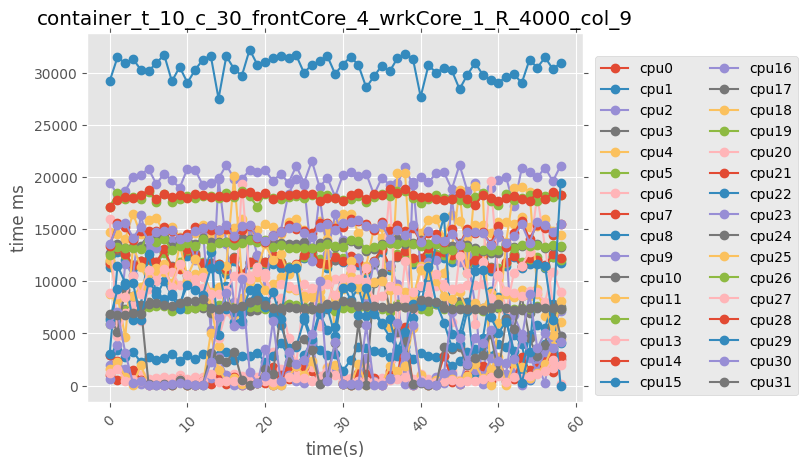 container_t_10_c_30_frontCore_4_wrkCore_1_R_4000_col_9
30000
25000
20000
15000
10000
5000
0
time ms
0
10
20
30
40
50
60
time(s)
cpu0
cpu1
cpu2
cpu3
cpu4
cpu5
cpu6
cpu7
cpu8
cpu9
cpu10
cpu11
cpu12
cpu13
cpu14
cpu15
cpu16
cpu17
cpu18
cpu19
cpu20
cpu21
cpu22
cpu23
cpu24
cpu25
cpu26
cpu27
cpu28
cpu29
cpu30
cpu31